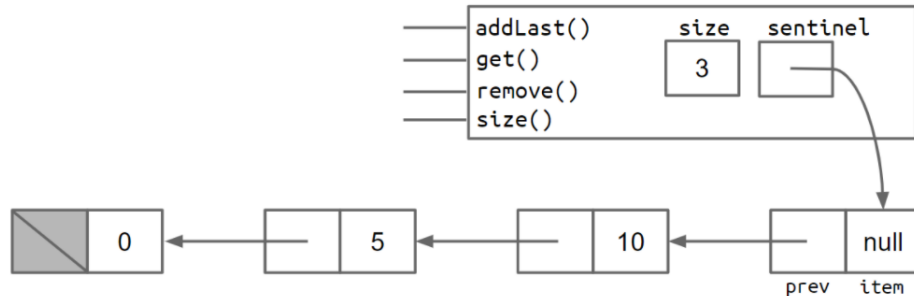 addLast()
get()
remove()
size()
size sentinel
3
0 5 10 null
prev item